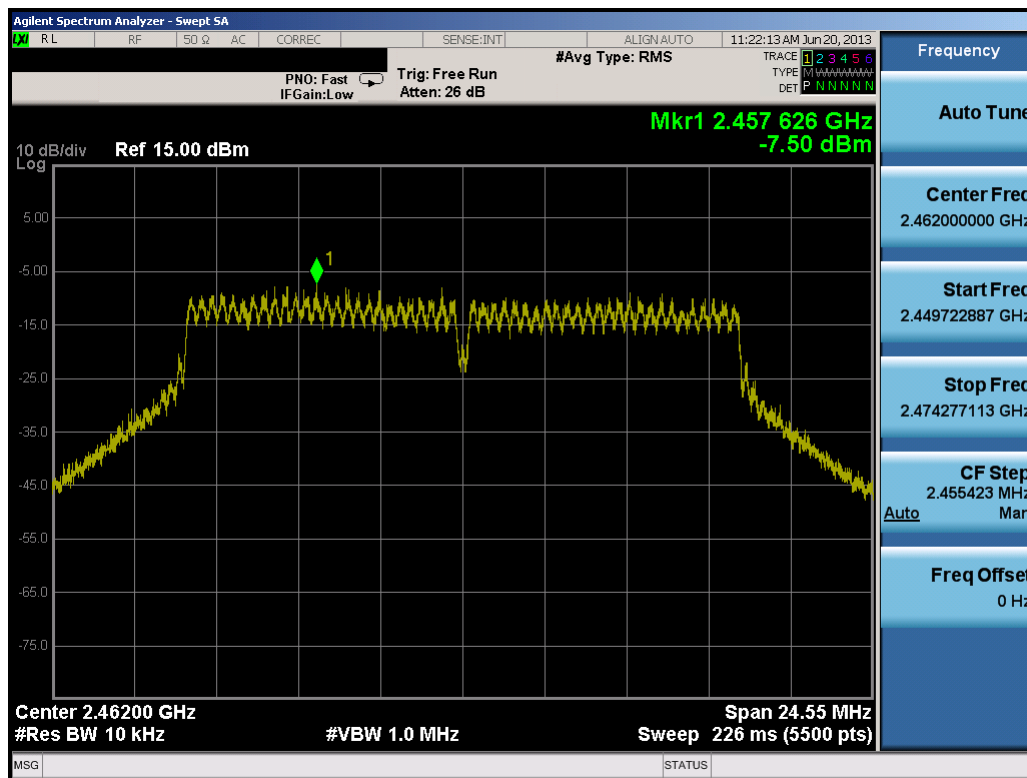 Agilent Spectrum Analyzer - Swept SA
LXI RL RF 50 Ω AC CORREC SENSE:INT ALIGN AUTO 11:22:13 AM Jun 20, 2013
#Avg Type: RMS
TRACE 1 2 3 4 5 6
TYPE M WWWWW
DET P N N N N N
PNO: Fast
IFGain:Low
Trig: Free Run
Atten: 26 dB
Mkr1 2.457 626 GHz
-7.50 dBm
10 dB/div Ref 15.00 dBm
Log
1
5.00
-5.00
-15.0
-25.0
-35.0
-45.0
-55.0
-65.0
-75.0
Center 2.46200 GHz
Span 24.55 MHz
#Res BW 10 kHz
#VBW 1.0 MHz
Sweep 226 ms (5500 pts)
MSG
STATUS
Frequency
Auto Tune
Center Freq
2.462000000 GHz
Start Freq
2.449722887 GHz
Stop Freq
2.474277113 GHz
CF Step
2.455423 MHz
Auto Man
Freq Offset
0 Hz